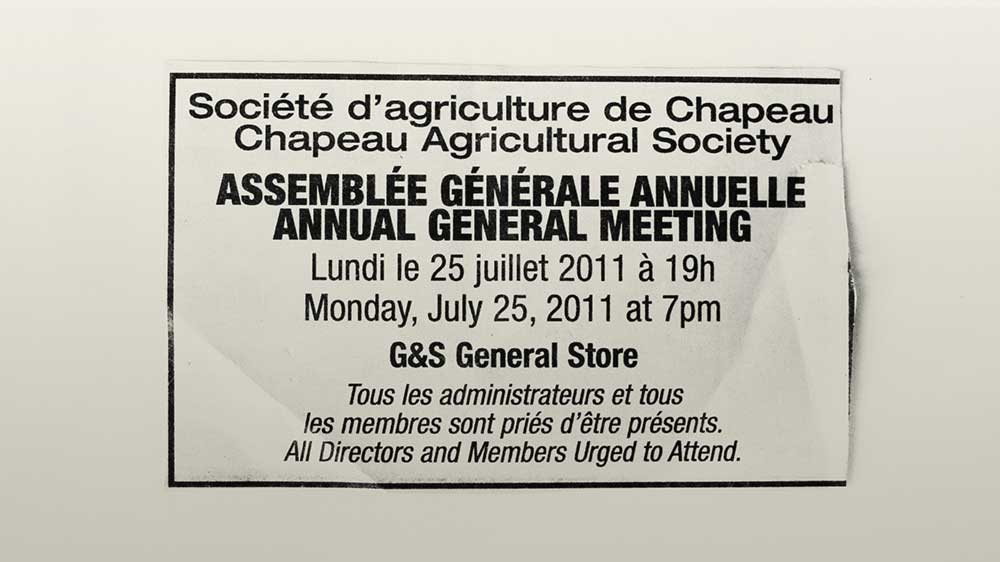 Société d'agriculture de Chapeau
Chapeau Agricultural Society
ASSEMBLÉE GÉNÉRALE ANNUELLE
ANNUAL GENERAL MEETING
Lundi le 25 juillet 2011 à 19h
Monday, July 25, 2011 at 7pm
G&S General Store
Tous les administrateurs et tous
les membres sont priés d'être présents.
All Directors and Members Urged to Attend.